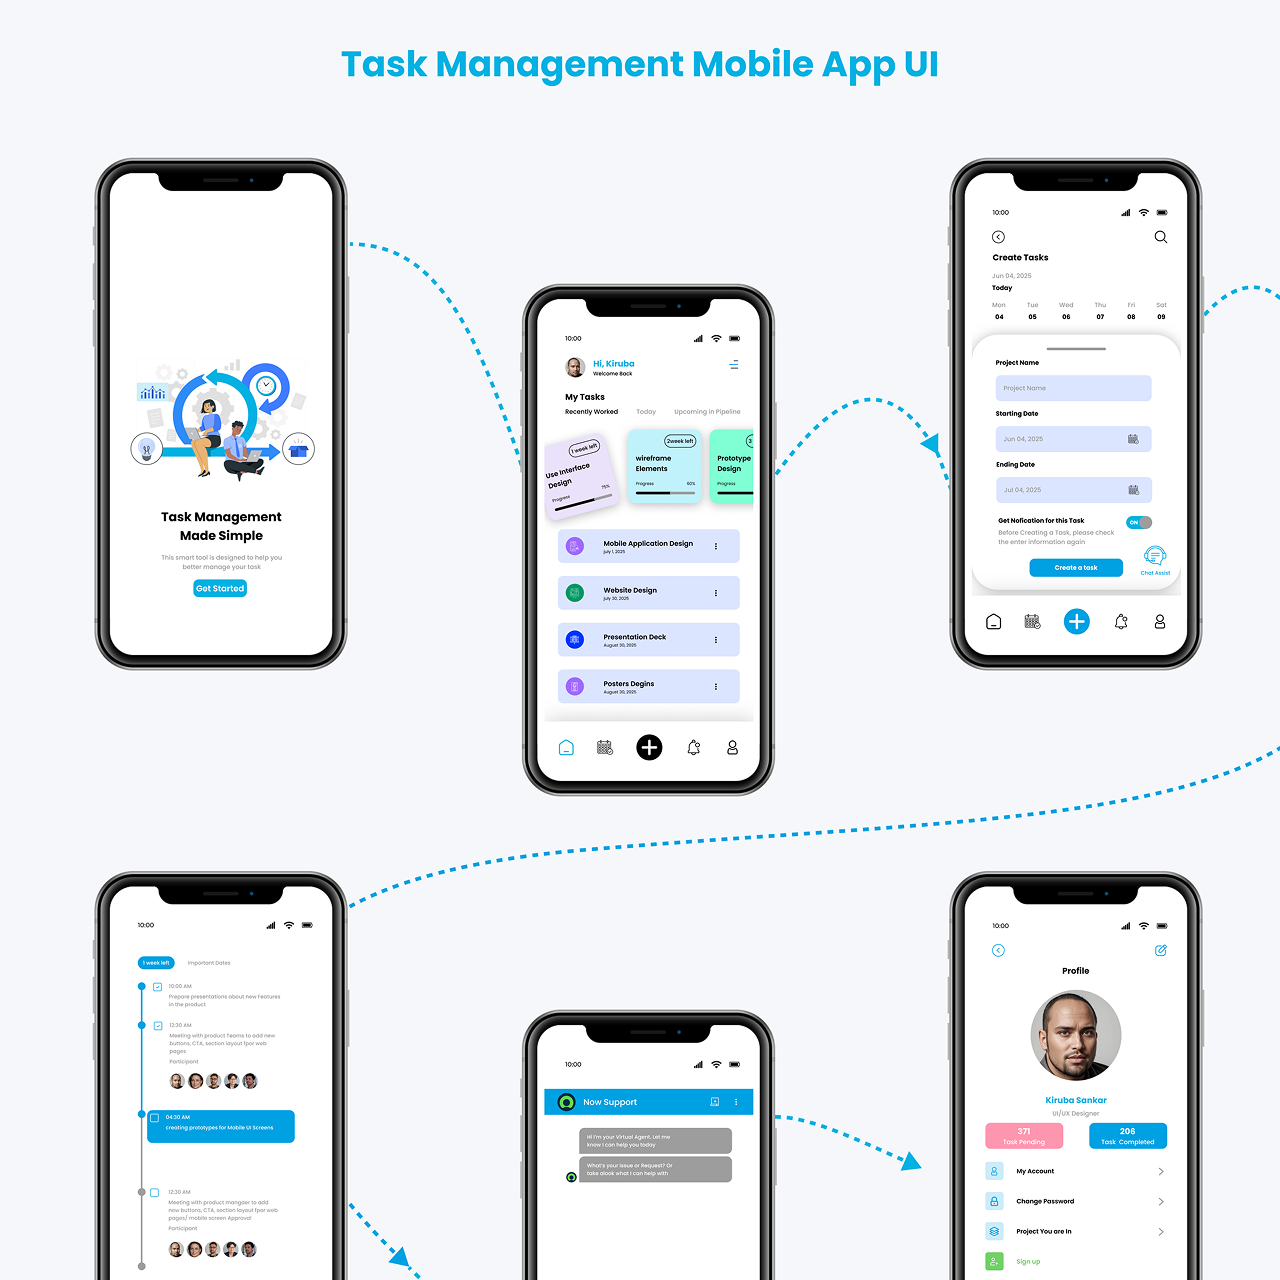 Task Management Mobile App UI
Task Management
Made Simple
This smart tool is designed to help you
better manage your task
Get Started
10:00
Hi, Kiruba
Welcome Back
My Tasks
Recently Worked
Today
Upcoming in Pipeline
1 week left
Use Interface
Design
Progress
75%
2week left
wireframe
Elements
Progress
60%
3
Prototype
Design
Progress
Mobile Application Design
july 1, 2025
Website Design
july 30, 2025
Presentation Deck
August 30, 2025
Posters Degins
August 30, 2025
10:00
Create Tasks
Jun 04, 2025
Today
Mon Tue Wed Thu Fri Sat
04 05 06 07 08 09
Project Name
Project Name
Starting Date
Jun 04, 2025
Ending Date
Jul 04, 2025
Get Nofication for this Task
ON
Before Creating a Task, please check
the enter information again
Create a task
Chat Assist
10:00
1 week left
Important Dates
10:00 AM
Prepare presentations about new Features
in the product
12:30 AM
Meeting with product Teams to add new
buttons, CTA, section layout fpor web
pages
Participant
04:30 AM
creating prototypes for Mobile UI Screens
12:30 AM
Meeting with product mangaer to add
new buttons, CTA, section layout fpor web
pages/ mobile screen Approval
Participant
10:00
Now Support
Hi I'm your Virtual Agent. Let me
know I can help you today
What's your issue or Request? Or
take alook what I can help with
10:00
Profile
Kiruba Sankar
UI/UX Designer
371
Task Pending
206
Task Completed
My Account
Change Password
Project You are In
Sign up